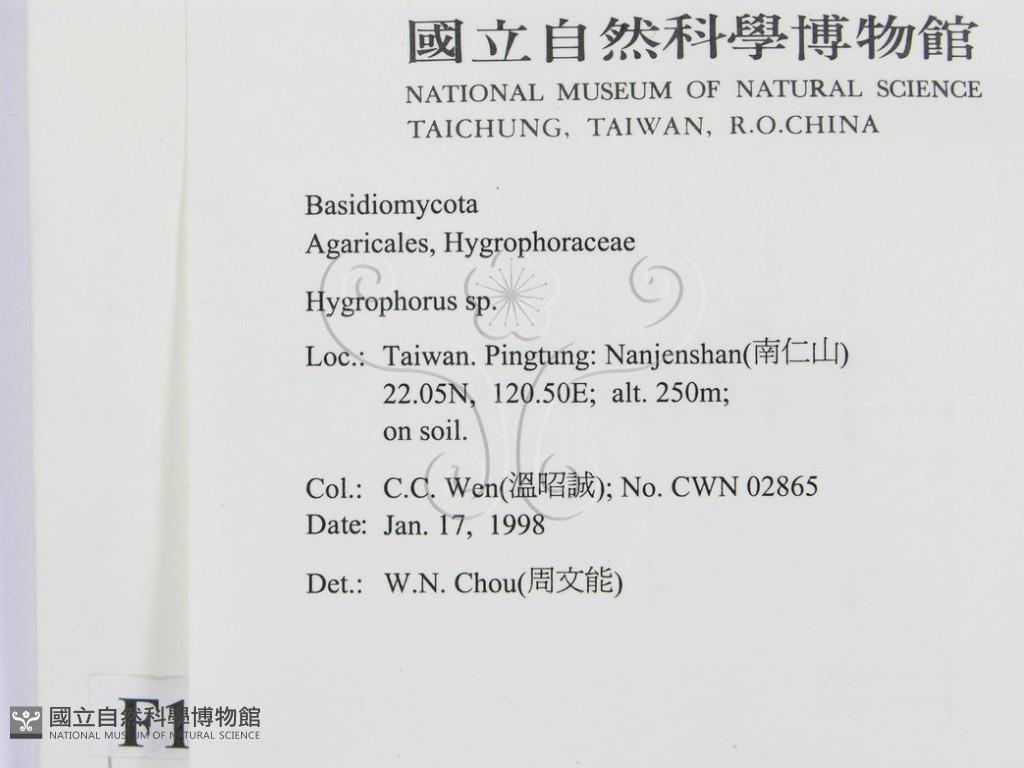 國立自然科學博物館
NATIONAL MUSEUM OF NATURAL SCIENCE
TAICHUNG, TAIWAN, R.O.CHINA
Basidiomycota
Agaricales, Hygrophoraceae
Hygrophorus sp.
Loc.: Taiwan. Pingtung: Nanjenshan(南仁山)
22.05N, 120.50E; alt. 250m;
on soil.
Col.: C.C. Wen(溫昭誠); No. CWN 02865
Date: Jan. 17, 1998
Det.: W.N. Chou(周文能)
F1
國立自然科學博物館
NATIONAL MUSEUM OF NATURAL SCIENCE